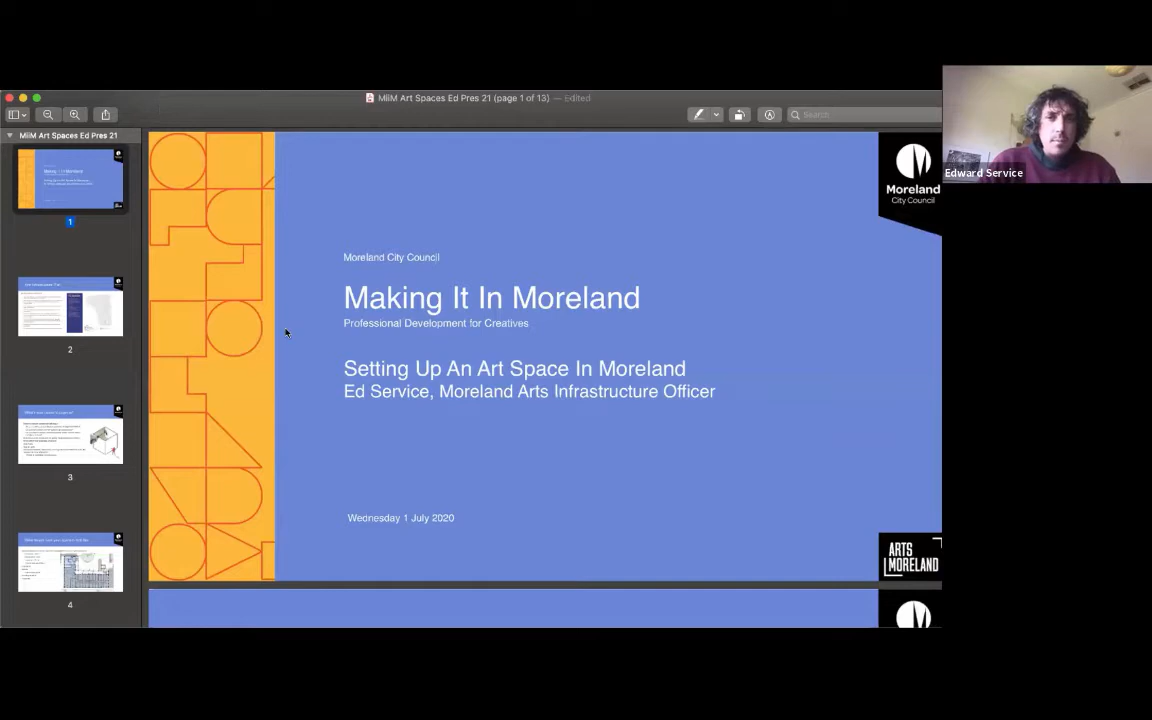 MiiM Art Spaces Ed Pres 21 (page 1 of 13) — Edited
Search
MiiM Art Spaces Ed Pres 21
1
2
3
4
Moreland
City Council
Moreland City Council
Making It In Moreland
Professional Development for Creatives
Setting Up An Art Space In Moreland
Ed Service, Moreland Arts Infrastructure Officer
Wednesday 1 July 2020
ARTS
MORELAND
Edward Service